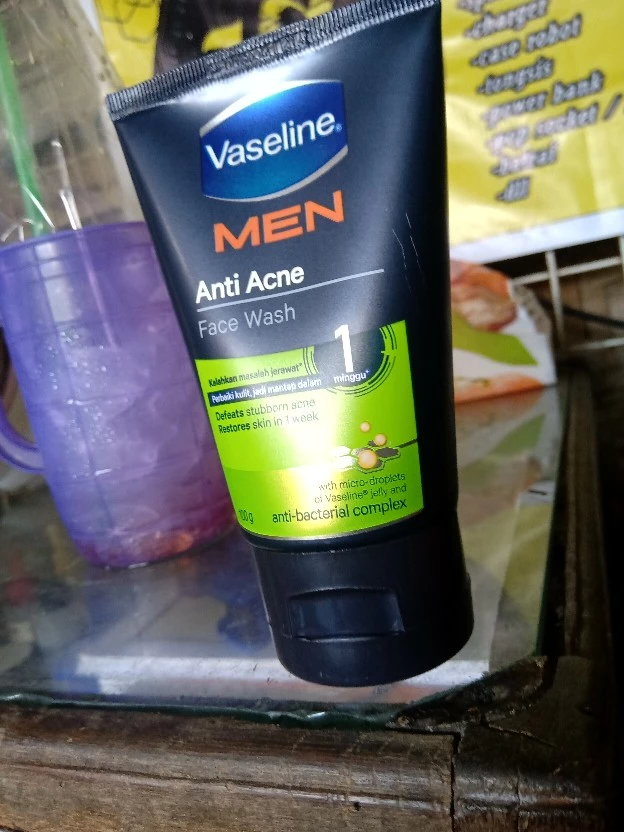 Vaseline®
MEN
Anti Acne
Face Wash
1
minggu+
Kalahkan masalah jerawat*
Perbaiki kulit, jadi mantap dalam
Defeats stubborn acne
Restores skin in 1 week
with micro-droplets
of Vaseline® jelly and
anti-bacterial complex
100 g
-charger
-case robot
-tongsis
-power bank
-pop socket /
-dll